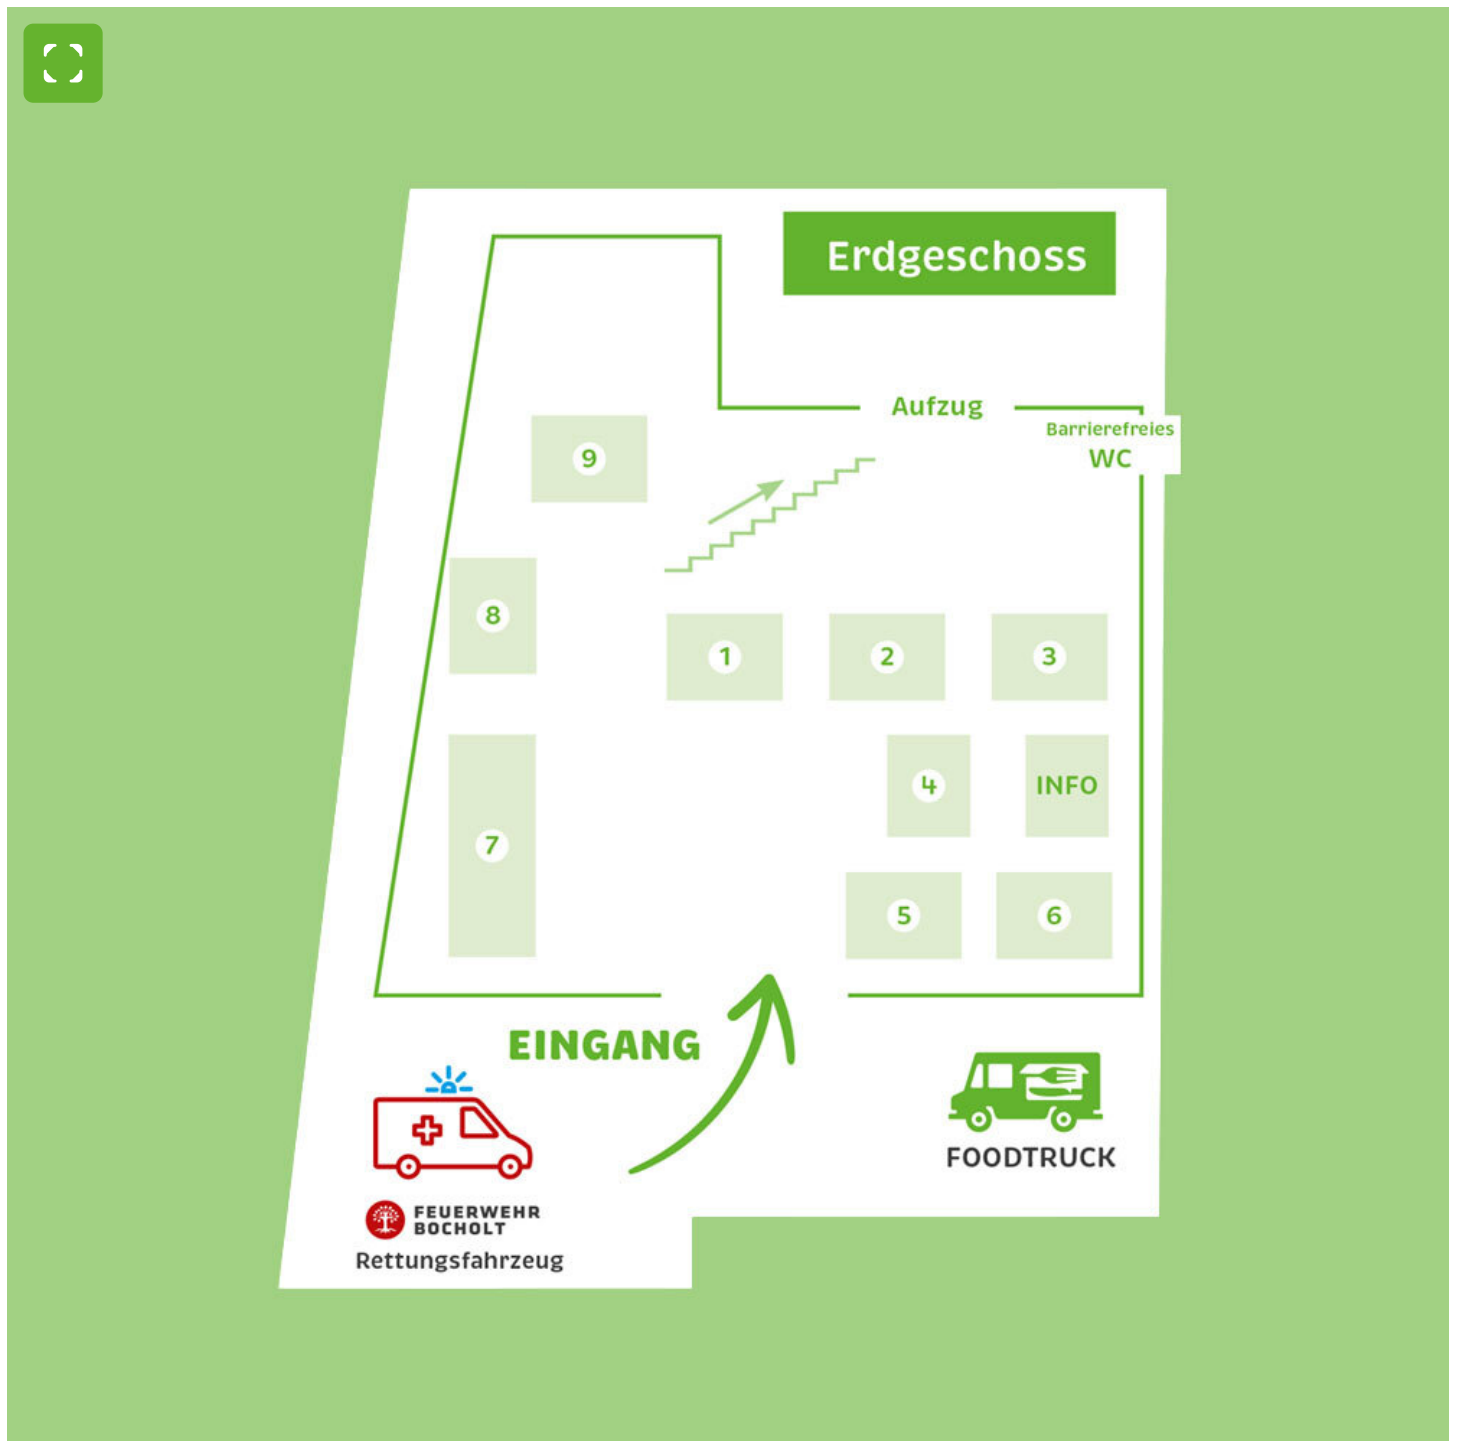 Erdgeschoss
Aufzug
Barrierefreies
WC
9
8
1
2
3
4
INFO
7
5
6
EINGANG
FOODTRUCK
FEUERWEHR
BOCHOLT
Rettungsfahrzeug